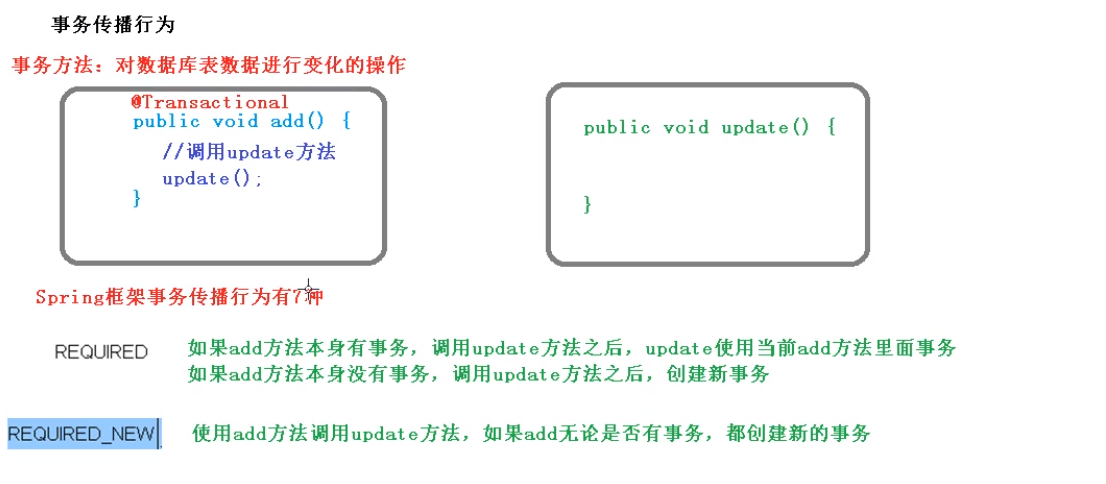 事务传播行为
事务方法：对数据库表数据进行变化的操作
@Transactional
public void add() {
//调用update方法
update();
}
public void update() {
}
Spring框架事务传播行为有7种
REQUIRED
如果add方法本身有事务，调用update方法之后，update使用当前add方法里面事务
如果add方法本身没有事务，调用update方法之后，创建新事务
REQUIRED_NEW
使用add方法调用update方法，如果add无论是否有事务，都创建新的事务